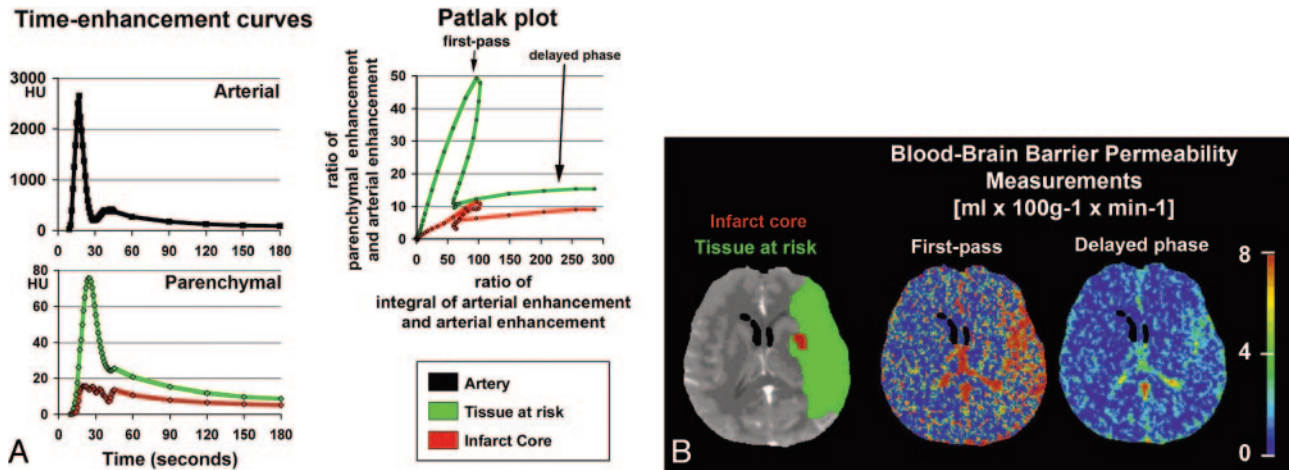 Time-enhancement curves
3000
HU
2000
1000
0
Arterial
0 30 60 90 120 150 180
80
HU
60
40
20
0
Parenchymal
0 30 60 90 120 150 180
Time (seconds)
A
Patlak plot
first-pass
delayed phase
ratio of
parenchymal enhancement
and arterial enhancement
50
40
30
20
10
0
0 50 100 150 200 250 300
ratio of
integral of arterial enhancement
and arterial enhancement
Artery
Tissue at risk
Infarct Core
Blood-Brain Barrier Permeability
Measurements
[ml x 100g-1 x min-1]
Infarct core
Tissue at risk
First-pass
Delayed phase
8
4
0
B